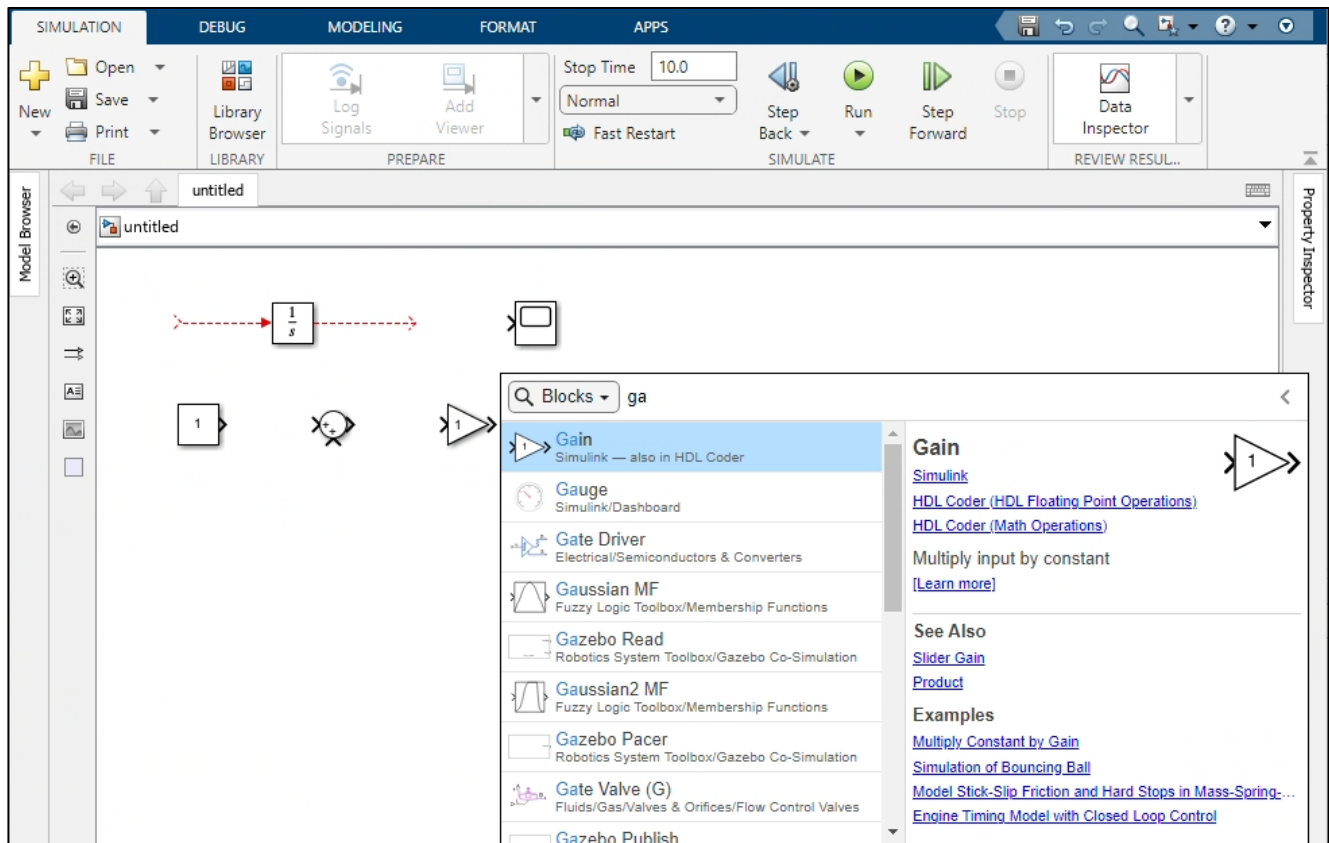 SIMULATION DEBUG MODELING FORMAT APPS
New
Open
Save
Print
FILE
Library
Browser
LIBRARY
Log
Signals
Add
Viewer
PREPARE
Stop Time 10.0
Normal
Fast Restart
Step
Back
Run
Step
Forward
Stop
SIMULATE
Data
Inspector
REVIEW RESUL...
Model Browser
untitled
untitled
Property Inspector
1
s
1
+
+
1
Blocks ga
1
Gain
Simulink — also in HDL Coder
Gauge
Simulink/Dashboard
Gate Driver
Electrical/Semiconductors & Converters
Gaussian MF
Fuzzy Logic Toolbox/Membership Functions
Gazebo Read
Robotics System Toolbox/Gazebo Co-Simulation
Gaussian2 MF
Fuzzy Logic Toolbox/Membership Functions
Gazebo Pacer
Robotics System Toolbox/Gazebo Co-Simulation
Gate Valve (G)
Fluids/Gas/Valves & Orifices/Flow Control Valves
Gazebo Publish
Gain
1
Simulink
HDL Coder (HDL Floating Point Operations)
HDL Coder (Math Operations)
Multiply input by constant
[Learn more]
See Also
Slider Gain
Product
Examples
Multiply Constant by Gain
Simulation of Bouncing Ball
Model Stick-Slip Friction and Hard Stops in Mass-Spring-...
Engine Timing Model with Closed Loop Control